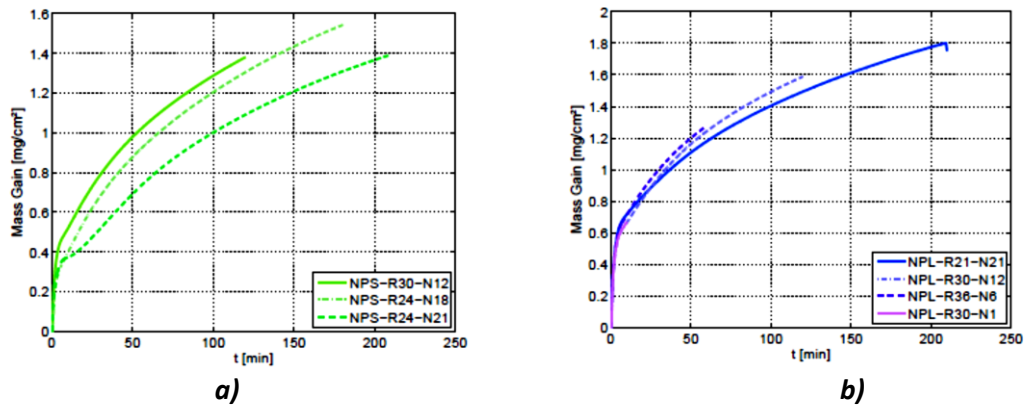 1.6
1.4
1.2
1
0.8
0.6
0.4
0.2
0
Mass Gain [mg/cm²]
0 50 100 150 200 250
t [min]
NPS-R30-N12
NPS-R24-N18
NPS-R24-N21
a)
2
1.8
1.6
1.4
1.2
1
0.8
0.6
0.4
0.2
0
Mass Gain [mg/cm²]
0 50 100 150 200 250
t [min]
NPL-R21-N21
NPL-R30-N12
NPL-R36-N6
NPL-R30-N1
b)